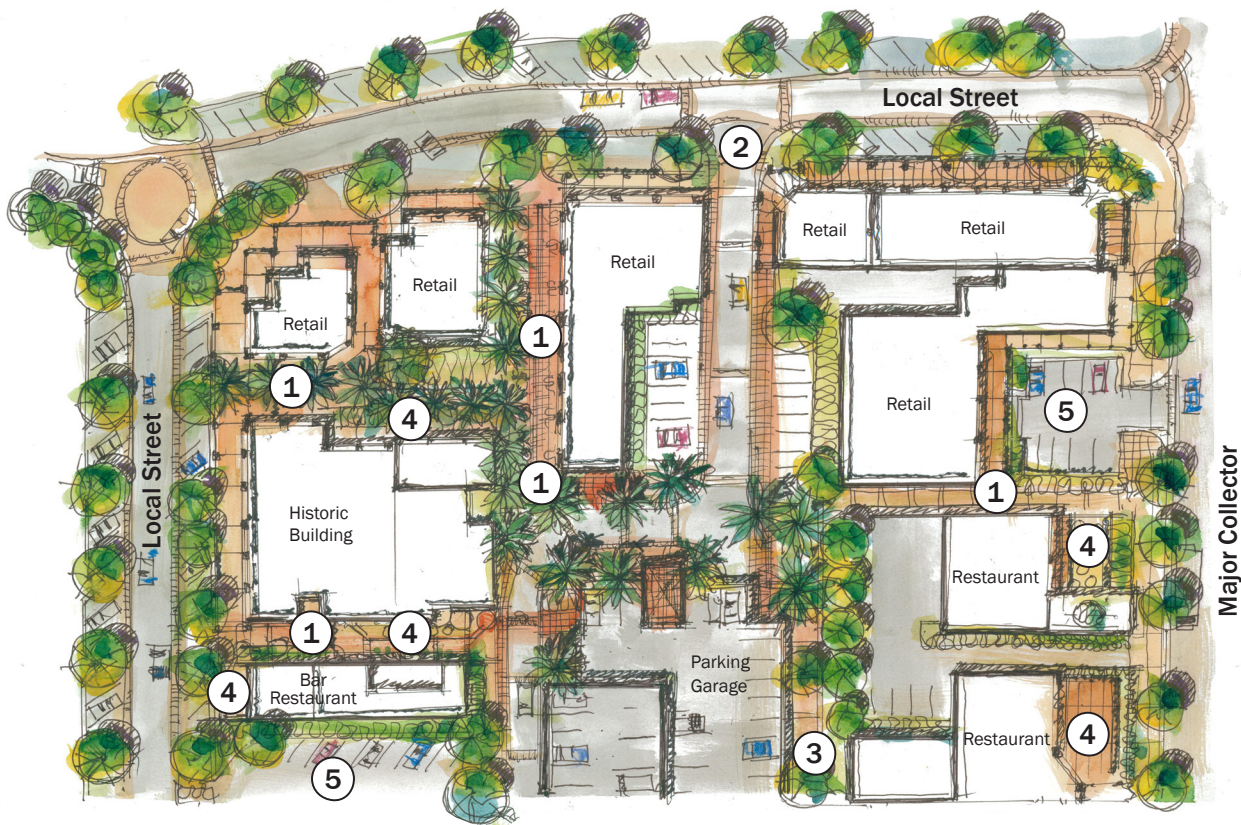 Local Street
2
Retail
Retail
Retail
Retail
Retail
1
1
Local Street
4
Retail
5
1
1
Historic
Building
4
Restaurant
Major Collector
1
4
Parking
Garage
4
Bar
Restaurant
Restaurant
4
3
5